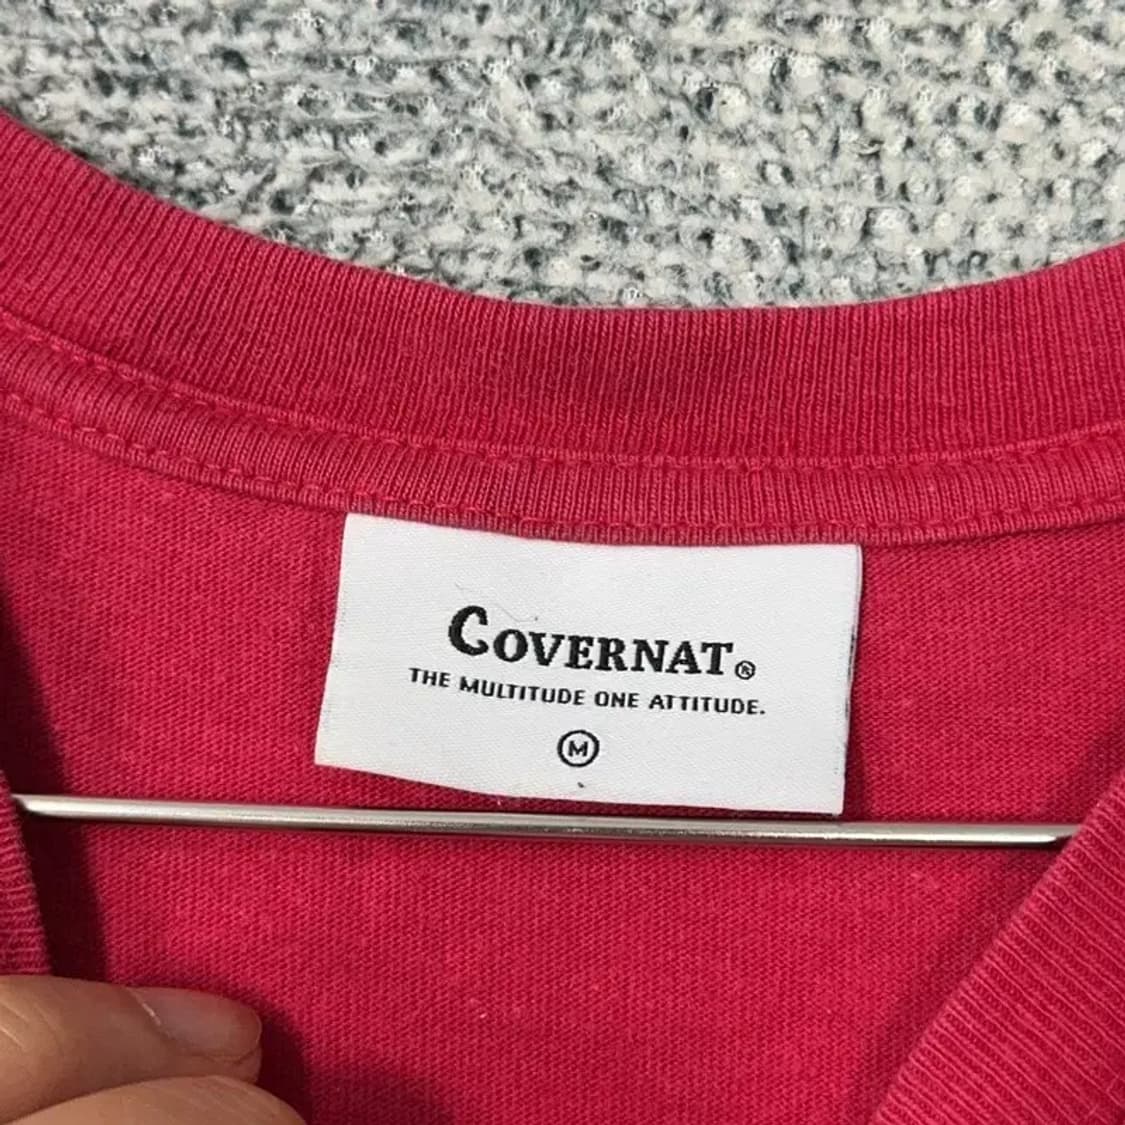 COVERNAT®
THE MULTITUDE ONE ATTITUDE.
M